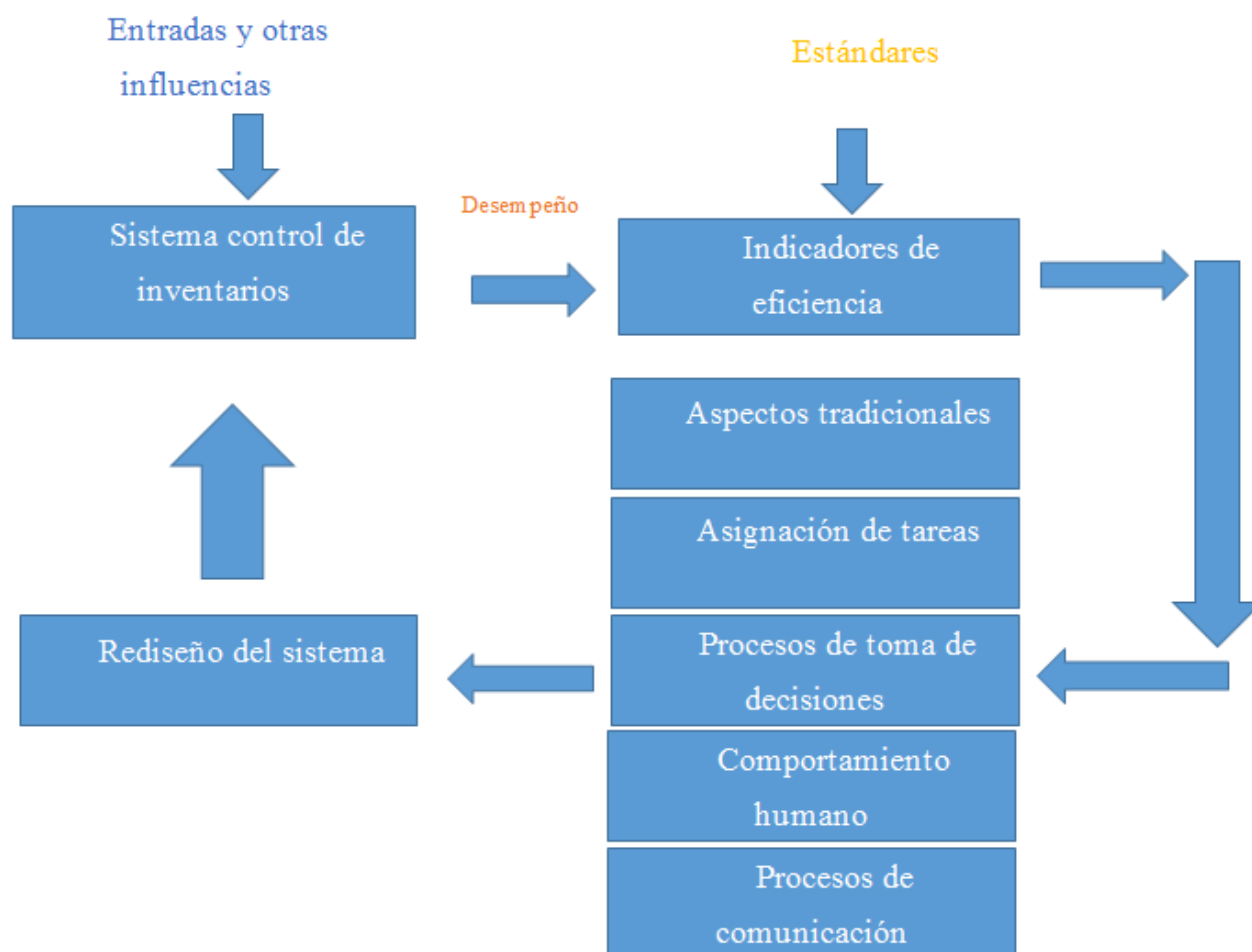 Entradas y otras
influencias
Estándares
Desempeño
Sistema control de
inventarios
Indicadores de
eficiencia
Aspectos tradicionales
Asignación de tareas
Rediseño del sistema
Procesos de toma de
decisiones
Comportamiento
humano
Procesos de
comunicación